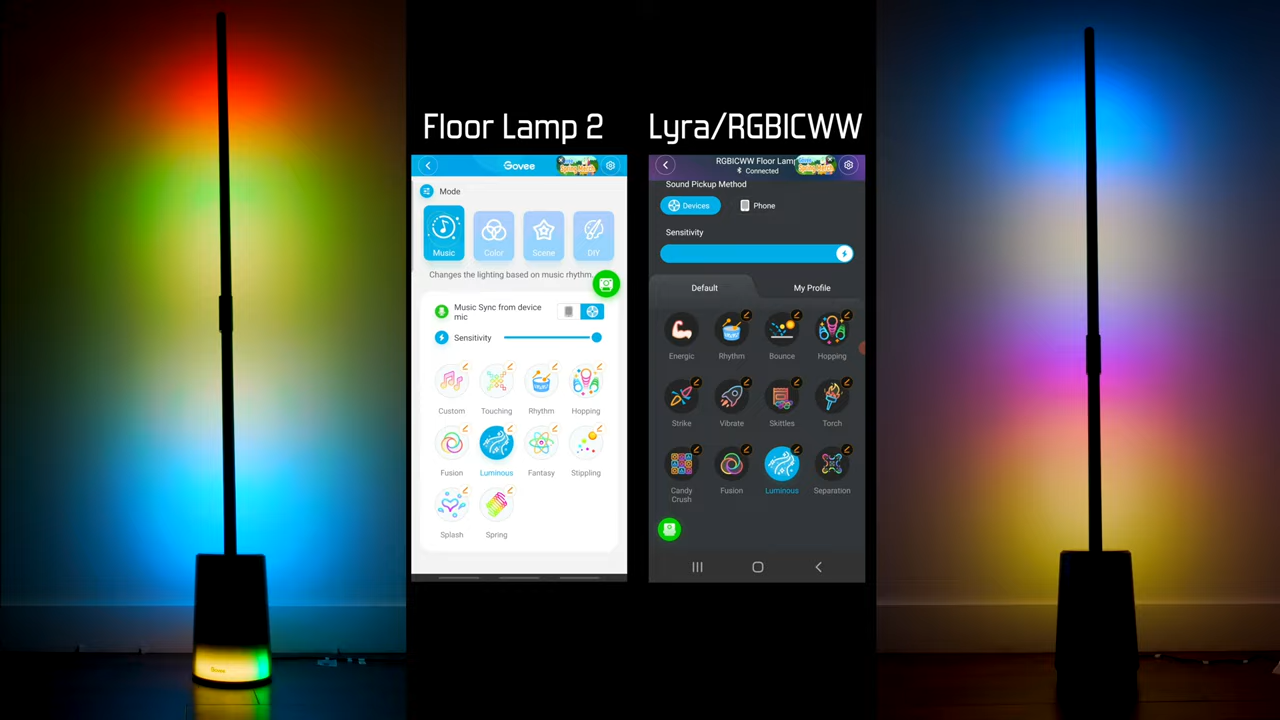 Floor Lamp 2
Govee
Mode
Music
Color
Scene
DIY
Changes the lighting based on music rhythm.
Music Sync from device
mic
Sensitivity
Custom
Touching
Rhythm
Hopping
Fusion
Luminous
Fantasy
Stippling
Splash
Spring
Lyra/RGBICWW
RGBICWW Floor Lamp
Connected
Sound Pickup Method
Devices
Phone
Sensitivity
Default
My Profile
Energic
Rhythm
Bounce
Hopping
Strike
Vibrate
Skittles
Torch
Candy
Crush
Fusion
Luminous
Separation
Govee